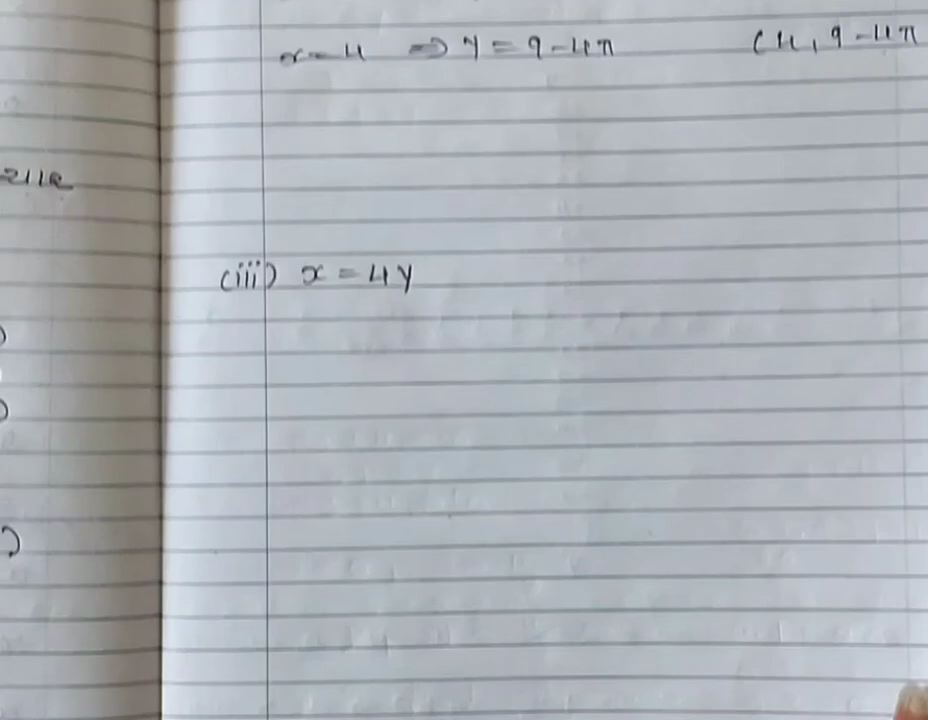 x=4 ⇒ y = 9 - 4π (4, 9 - 4π
(iii) x = 4y